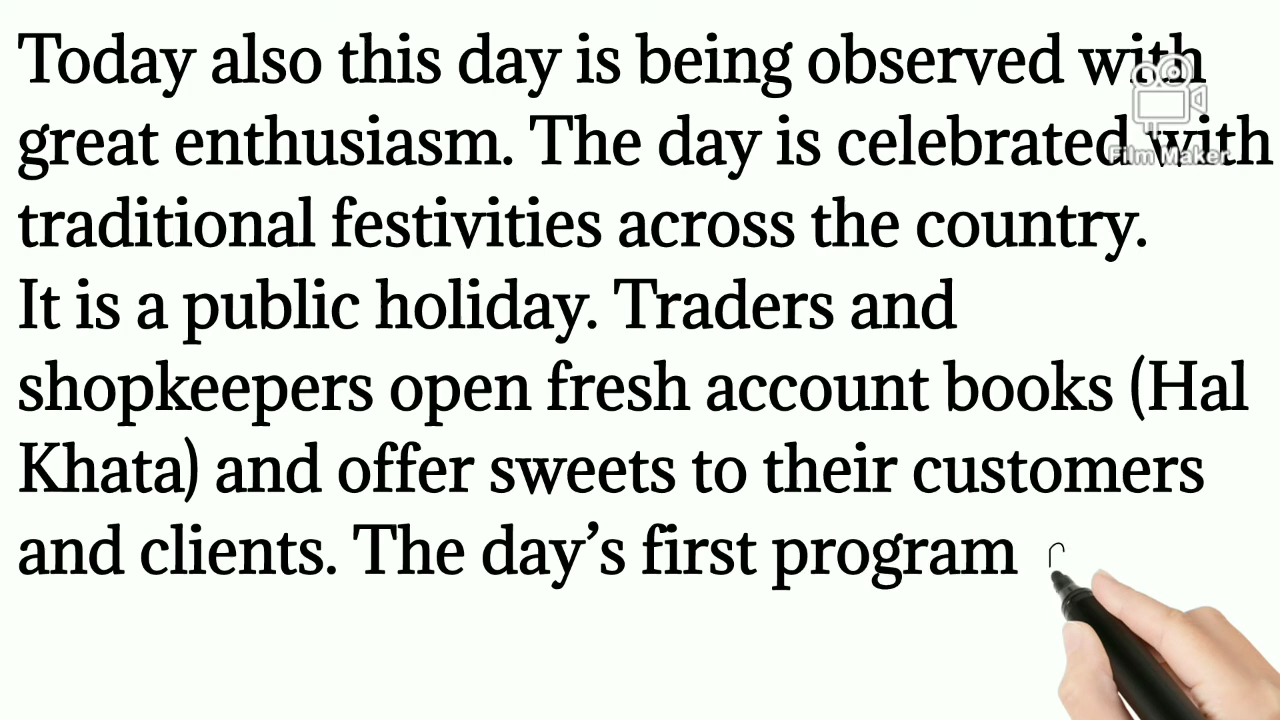 Today also this day is being observed with
great enthusiasm. The day is celebrated with
Film Maker
traditional festivities across the country.
It is a public holiday. Traders and
shopkeepers open fresh account books (Hal
Khata) and offer sweets to their customers
and clients. The day’s first program